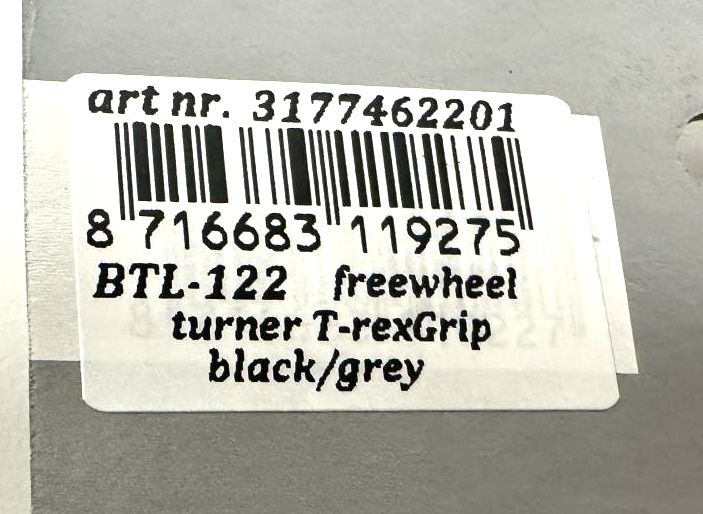 art nr. 3177462201
8 716683 119275
BTL-122 freewheel
turner T-rexGrip
black/grey